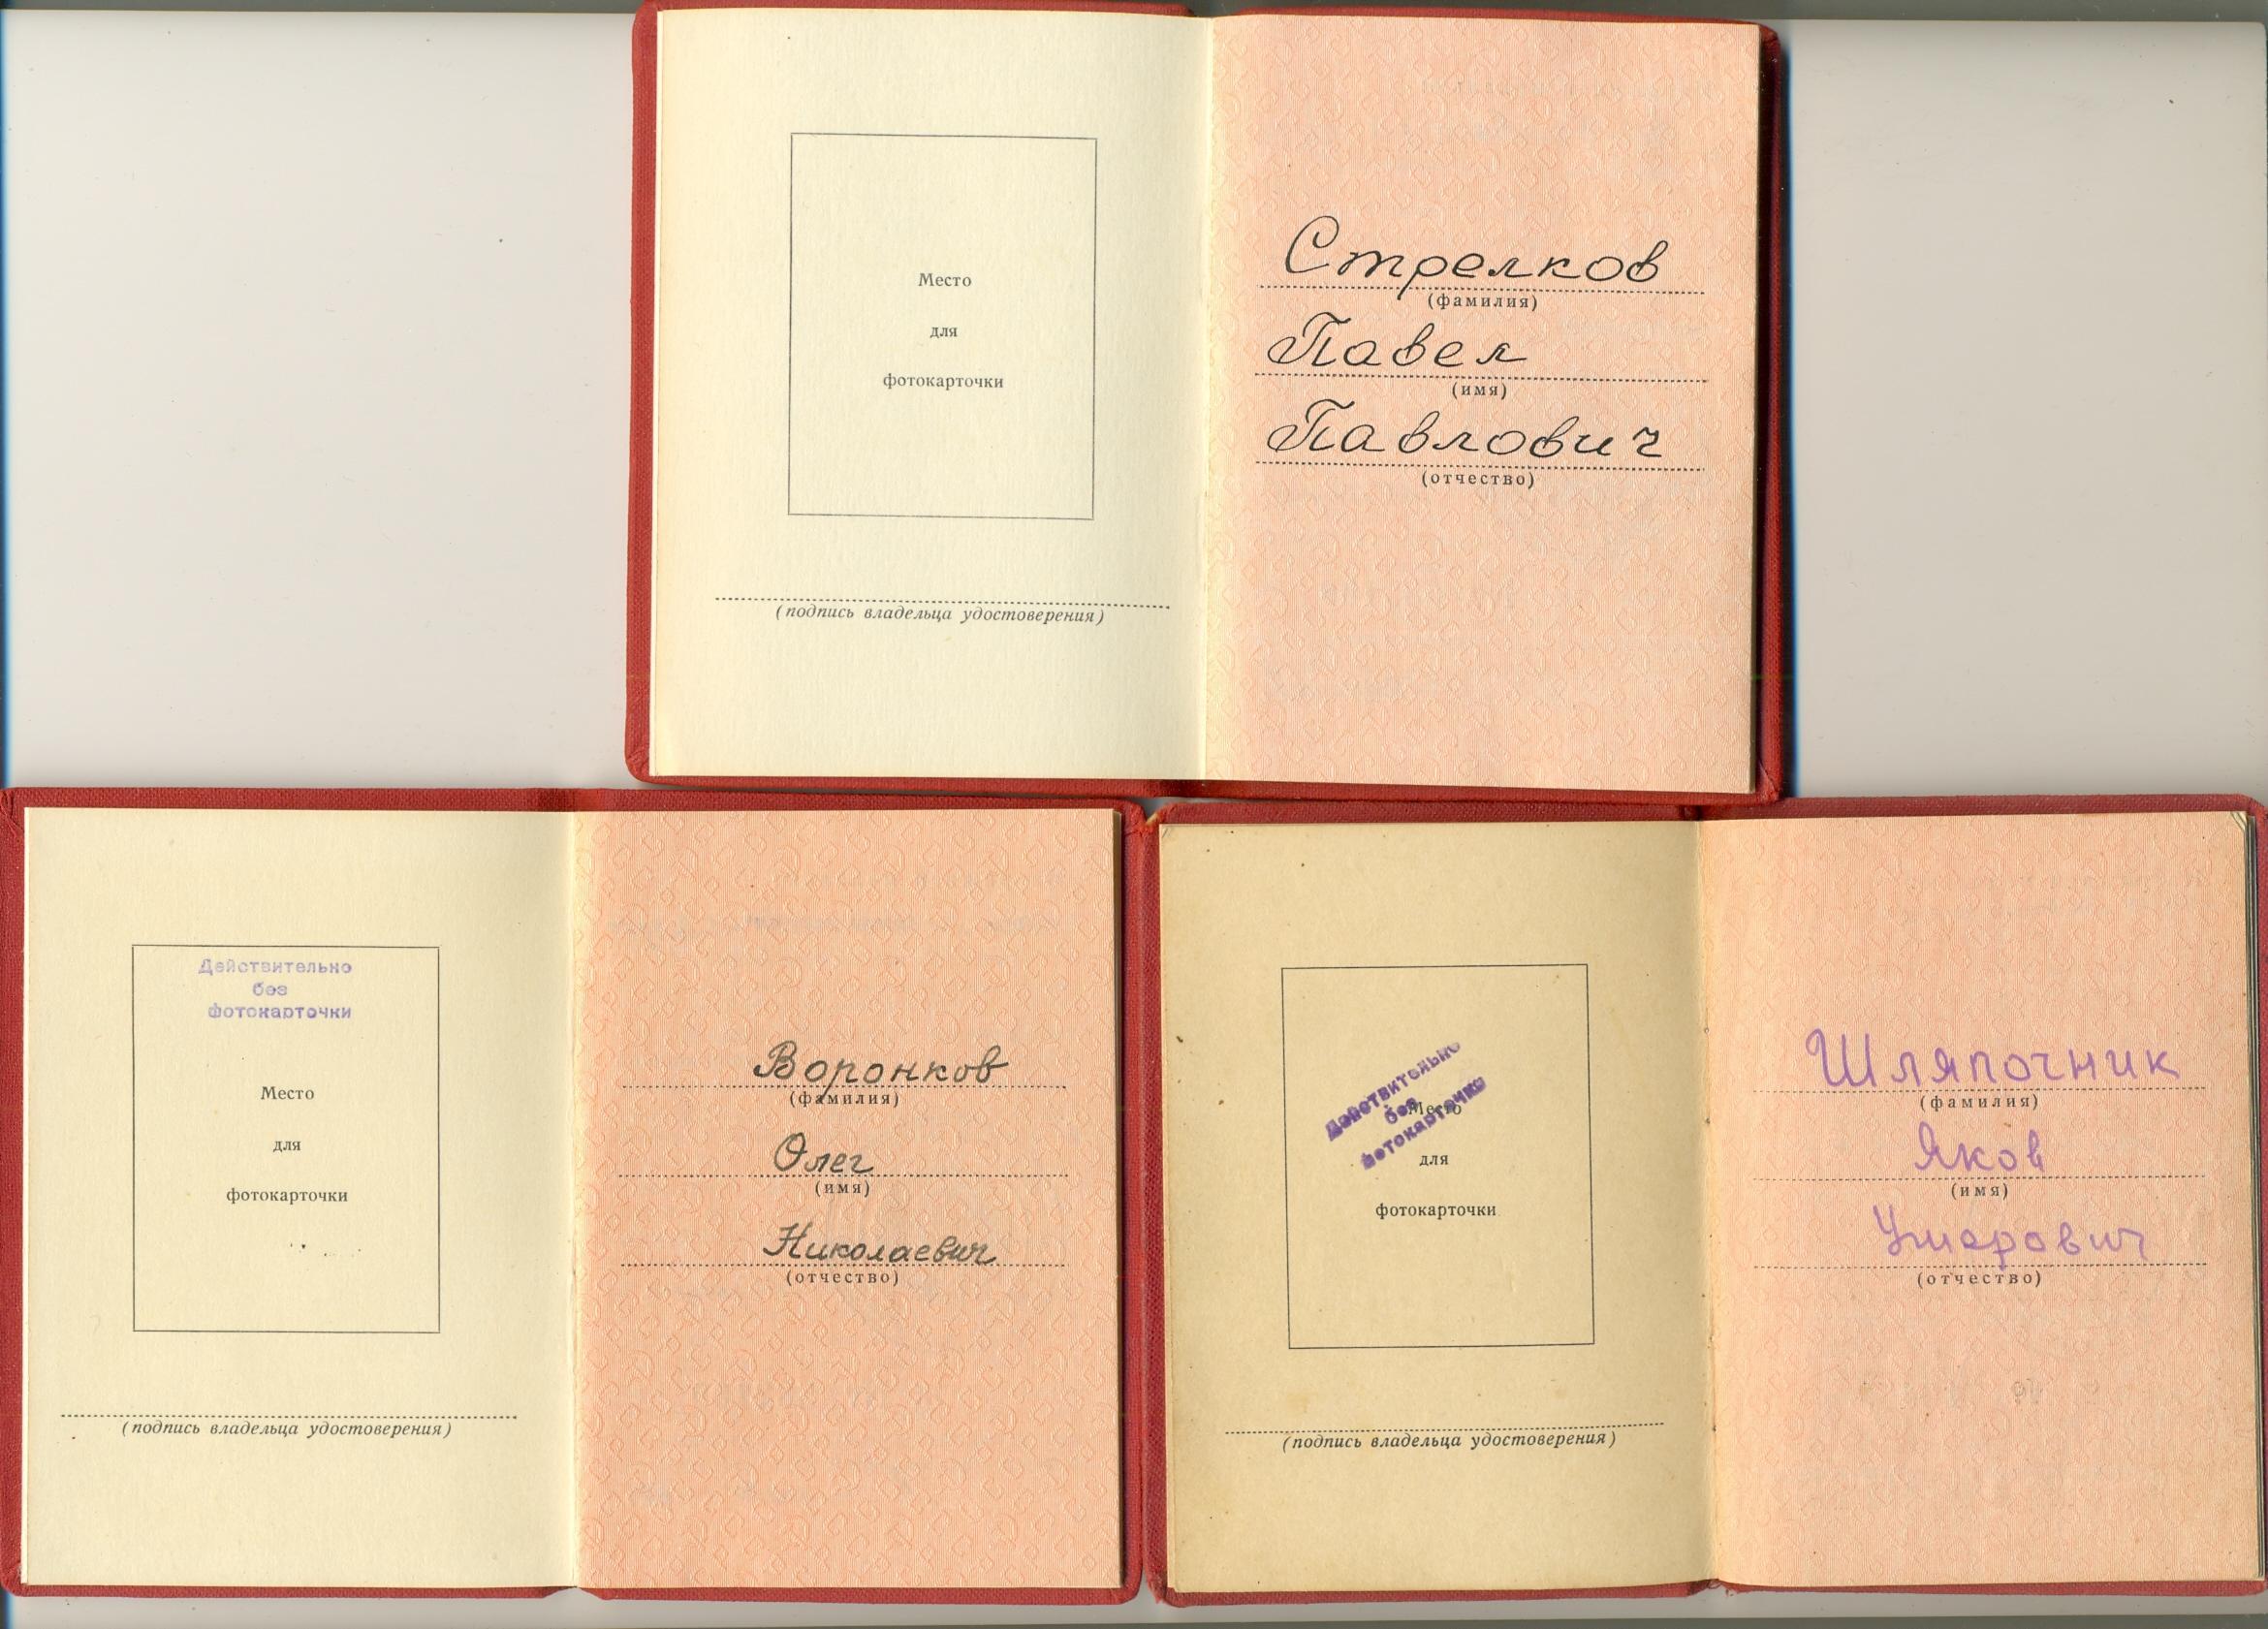 Место
для
фотокарточки
(подпись владельца удостоверения)
Стрелков
(фамилия)
Павел
(имя)
Павлович
(отчество)
Действительно
без
фотокарточки
Место
для
фотокарточки
(подпись владельца удостоверения)
Воронков
(фамилия)
Олег
(имя)
Николаевич
(отчество)
Действительно
без
фотокарточки
Место
для
фотокарточки
(подпись владельца удостоверения)
Шляпочник
(фамилия)
Яков
(имя)
Умерович
(отчество)